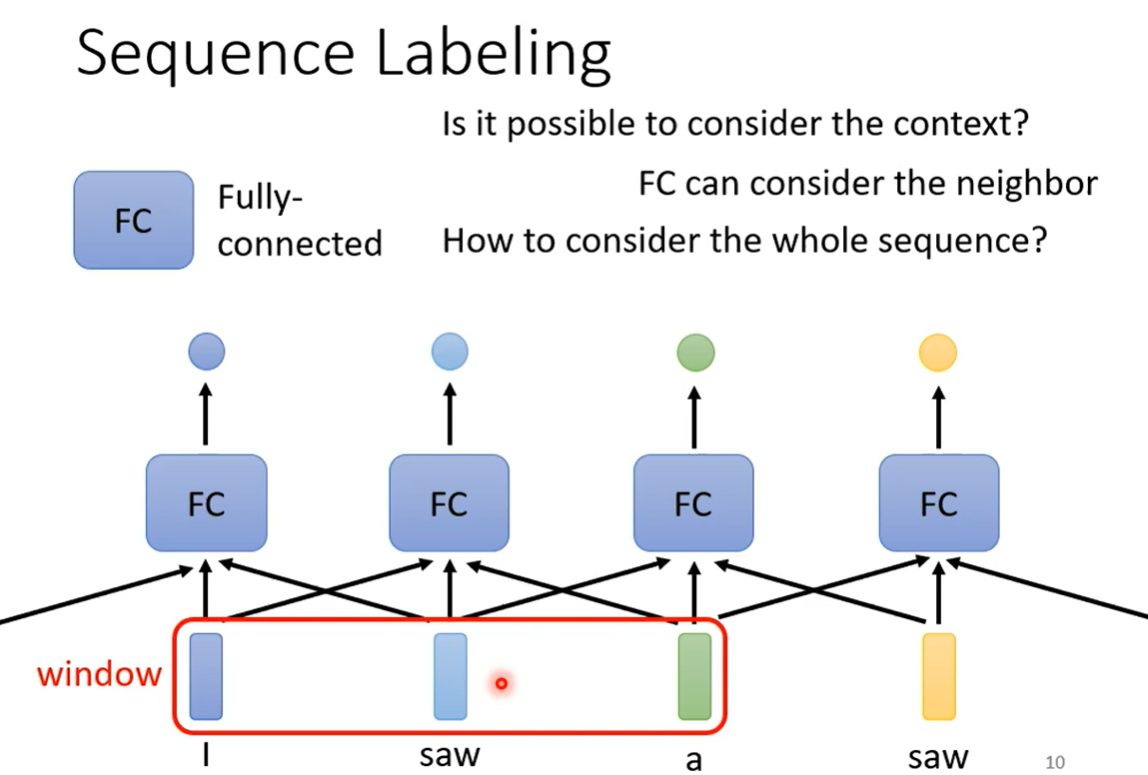 Sequence Labeling
Is it possible to consider the context?
FC can consider the neighbor
How to consider the whole sequence?
FC
Fully-
connected
FC FC FC FC
window
I saw a saw
10